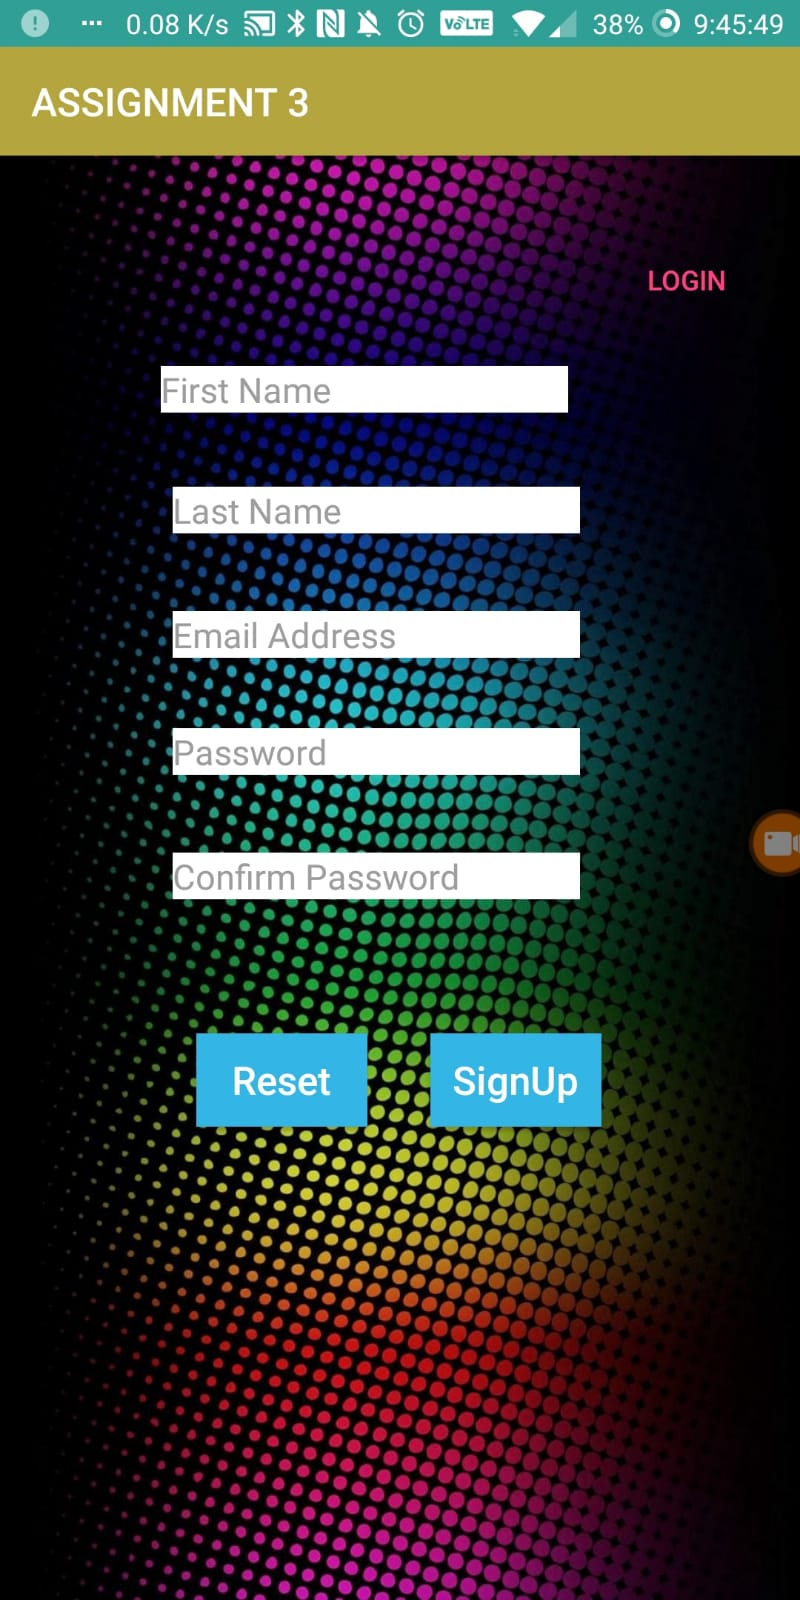 0.08 K/s VoLTE 38% 9:45:49
ASSIGNMENT 3
LOGIN
First Name
Last Name
Email Address
Password
Confirm Password
Reset SignUp